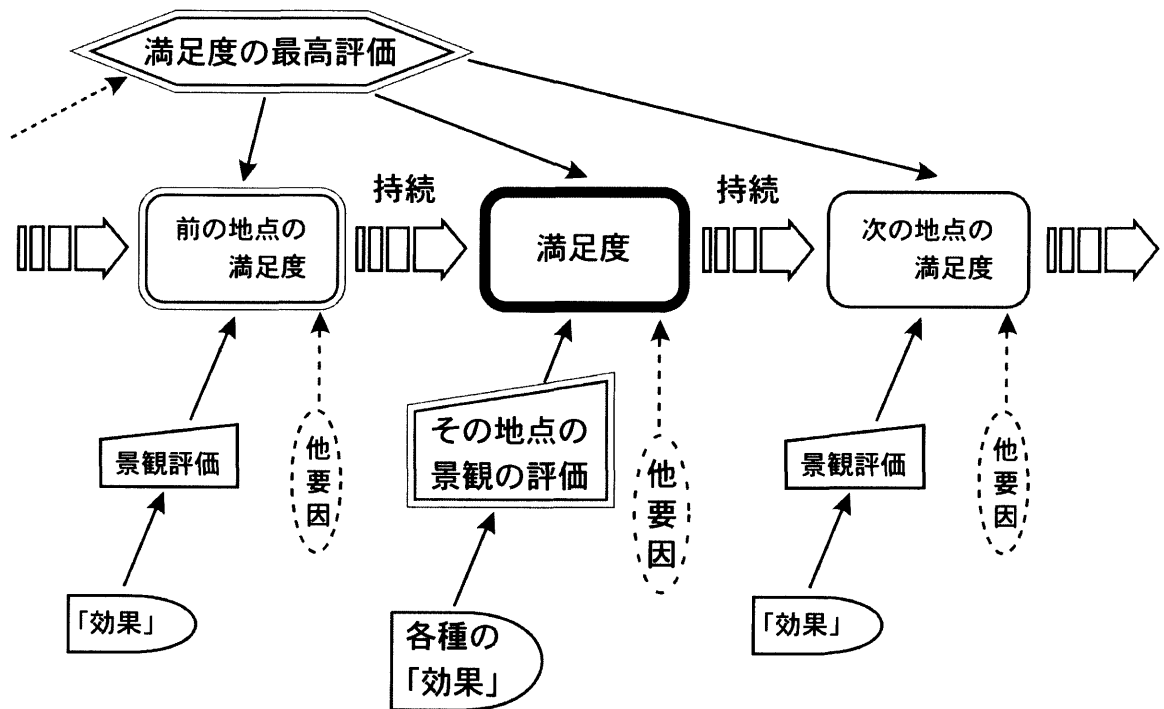 満足度の最高評価
持続
持続
前の地点の
満足度
満足度
次の地点の
満足度
景観評価
他要因
その地点の
景観の評価
他要因
景観評価
他要因
「効果」
各種の
「効果」
「効果」